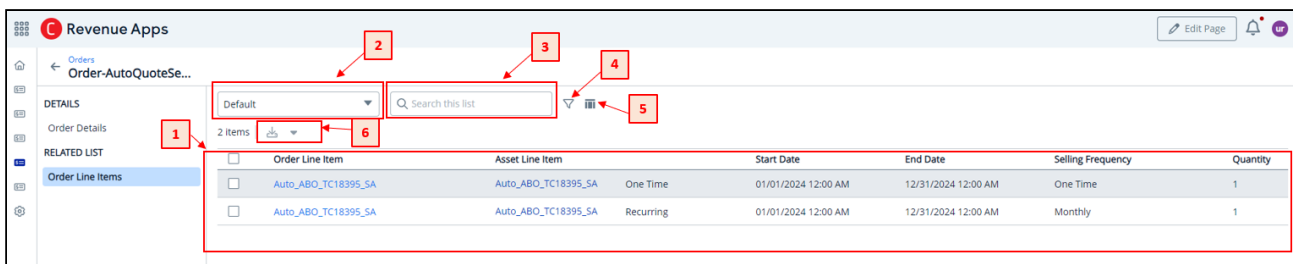 C Revenue Apps
Edit Page
ur
2
3
4
5
6
1
Orders
Order-AutoQuoteSe...
DETAILS
Order Details
RELATED LIST
Order Line Items
Default
Search this list
2 items
Order Line Item Asset Line Item Start Date End Date Selling Frequency Quantity
Auto_ABO_TC18395_SA Auto_ABO_TC18395_SA One Time 01/01/2024 12:00 AM 12/31/2024 12:00 AM One Time 1
Auto_ABO_TC18395_SA Auto_ABO_TC18395_SA Recurring 01/01/2024 12:00 AM 12/31/2024 12:00 AM Monthly 1